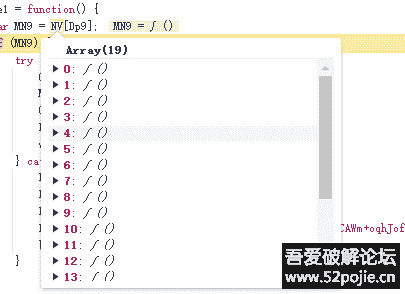 e1 = function() {
ar MN9 = NV[Dp9]; MN9 = f ()
(MN9)
try
Array(19)
0: f ()
1: f ()
2: f ()
3: f ()
4: f ()
5: f ()
6: f ()
7: f ()
8: f ()
9: f ()
} ca
10: f ()
CAWm+oqhJof
11: f ()
12: f ()
}
13: f ()
吾爱破解论坛
www.52pojie.cn